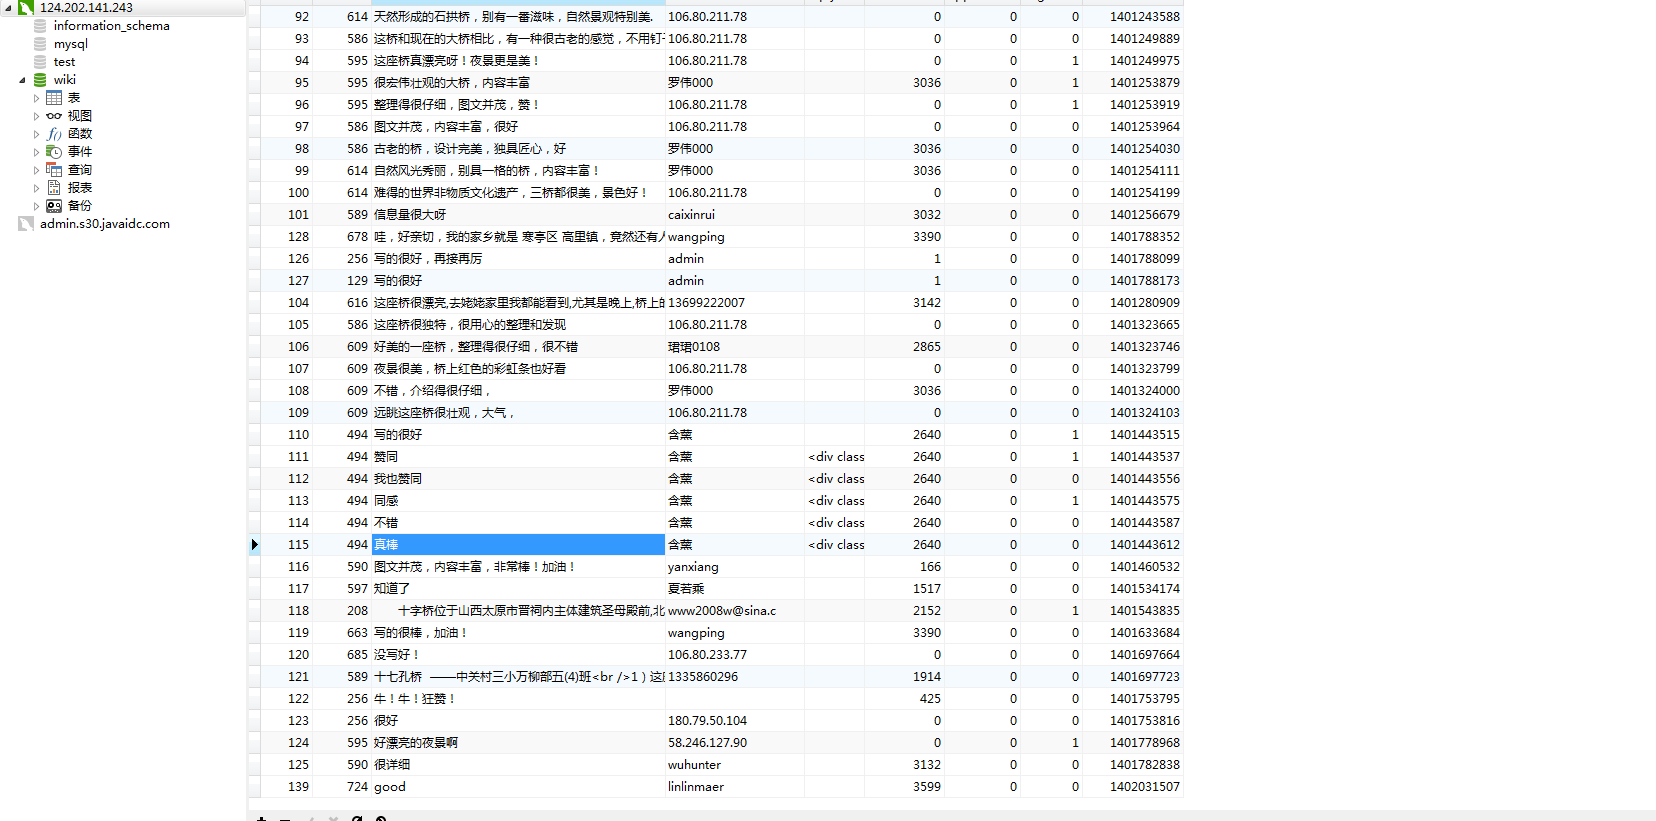 124.202.141.243
information_schema
mysql
test
wiki
表
视图
函数
事件
查询
报表
备份
admin.s30.javaidc.com
92 614 天然形成的石拱桥，别有一番滋味，自然景观特别美. 106.80.211.78 0 0 0 1401243588
93 586 这桥和现在的大桥相比，有一种很古老的感觉，不用钉 106.80.211.78 0 0 0 1401249889
94 595 这座桥真漂亮呀！夜景更是美！ 106.80.211.78 0 0 1 1401249975
95 595 很宏伟壮观的大桥，内容丰富 罗伟000 3036 0 1 1401253879
96 595 整理得很仔细，图文并茂，赞！ 106.80.211.78 0 0 1 1401253919
97 586 图文并茂，内容丰富，很好 106.80.211.78 0 0 0 1401253964
98 586 古老的桥，设计完美，独具匠心，好 罗伟000 3036 0 0 1401254030
99 614 自然风光秀丽，别具一格的桥，内容丰富！ 罗伟000 3036 0 0 1401254111
100 614 难得的世界非物质文化遗产，三桥都很美，景色好！ 106.80.211.78 0 0 0 1401254199
101 589 信息量很大呀 caixinrui 3032 0 0 1401256679
128 678 哇，好亲切，我的家乡就是 寒亭区 高里镇，竟然还有人 wangping 3390 0 0 1401788352
126 256 写的很好，再接再厉 admin 1 0 0 1401788099
127 129 写的很好 admin 1 0 0 1401788173
104 616 这座桥很漂亮,去姥姥家里我都能看到,尤其是晚上,桥上的 13699222007 3142 0 0 1401280909
105 586 这座桥很独特，很用心的整理和发现 106.80.211.78 0 0 0 1401323665
106 609 好美的一座桥，整理得很仔细，很不错 珺珺0108 2865 0 0 1401323746
107 609 夜景很美，桥上红色的彩虹条也好看 106.80.211.78 0 0 0 1401323799
108 609 不错，介绍得很仔细， 罗伟000 3036 0 0 1401324000
109 609 远眺这座桥很壮观，大气， 106.80.211.78 0 0 0 1401324103
110 494 写的很好 含薰 2640 0 1 1401443515
111 494 赞同 含薰 <div class 2640 0 1 1401443537
112 494 我也赞同 含薰 <div class 2640 0 0 1401443556
113 494 同感 含薰 <div class 2640 0 1 1401443575
114 494 不错 含薰 <div class 2640 0 0 1401443587
115 494 真棒 含薰 <div class 2640 0 0 1401443612
116 590 图文并茂，内容丰富，非常棒！加油！ yanxiang 166 0 0 1401460532
117 597 知道了 夏若乘 1517 0 0 1401534174
118 208 十字桥位于山西太原市晋祠内主体建筑圣母殿前,北 www2008w@sina.c 2152 0 1 1401543835
119 663 写的很棒，加油！ wangping 3390 0 0 1401633684
120 685 没写好！ 106.80.233.77 0 0 0 1401697664
121 589 十七孔桥 ——中关村三小万柳部五(4)班<br />1）这 1335860296 1914 0 0 1401697723
122 256 牛！牛！狂赞！ 425 0 0 1401753795
123 256 很好 180.79.50.104 0 0 0 1401753816
124 595 好漂亮的夜景啊 58.246.127.90 0 0 1 1401778968
125 590 很详细 wuhunter 3132 0 0 1401782838
139 724 good linlinmaer 3599 0 0 1402031507